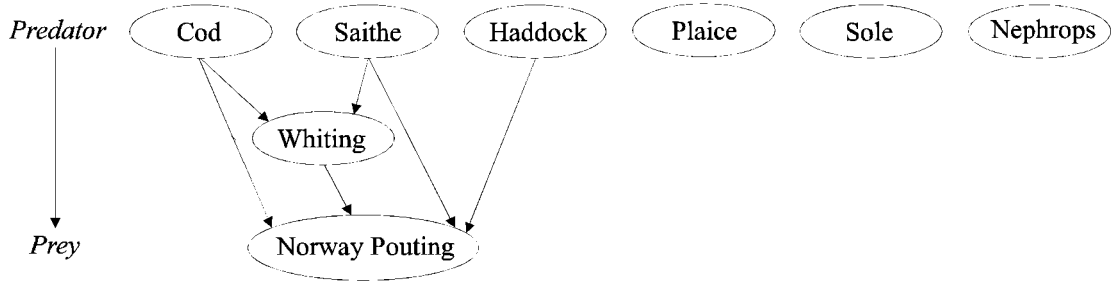 Predator Cod Saithe Haddock Plaice Sole Nephrops
Whiting
Prey Norway Pouting